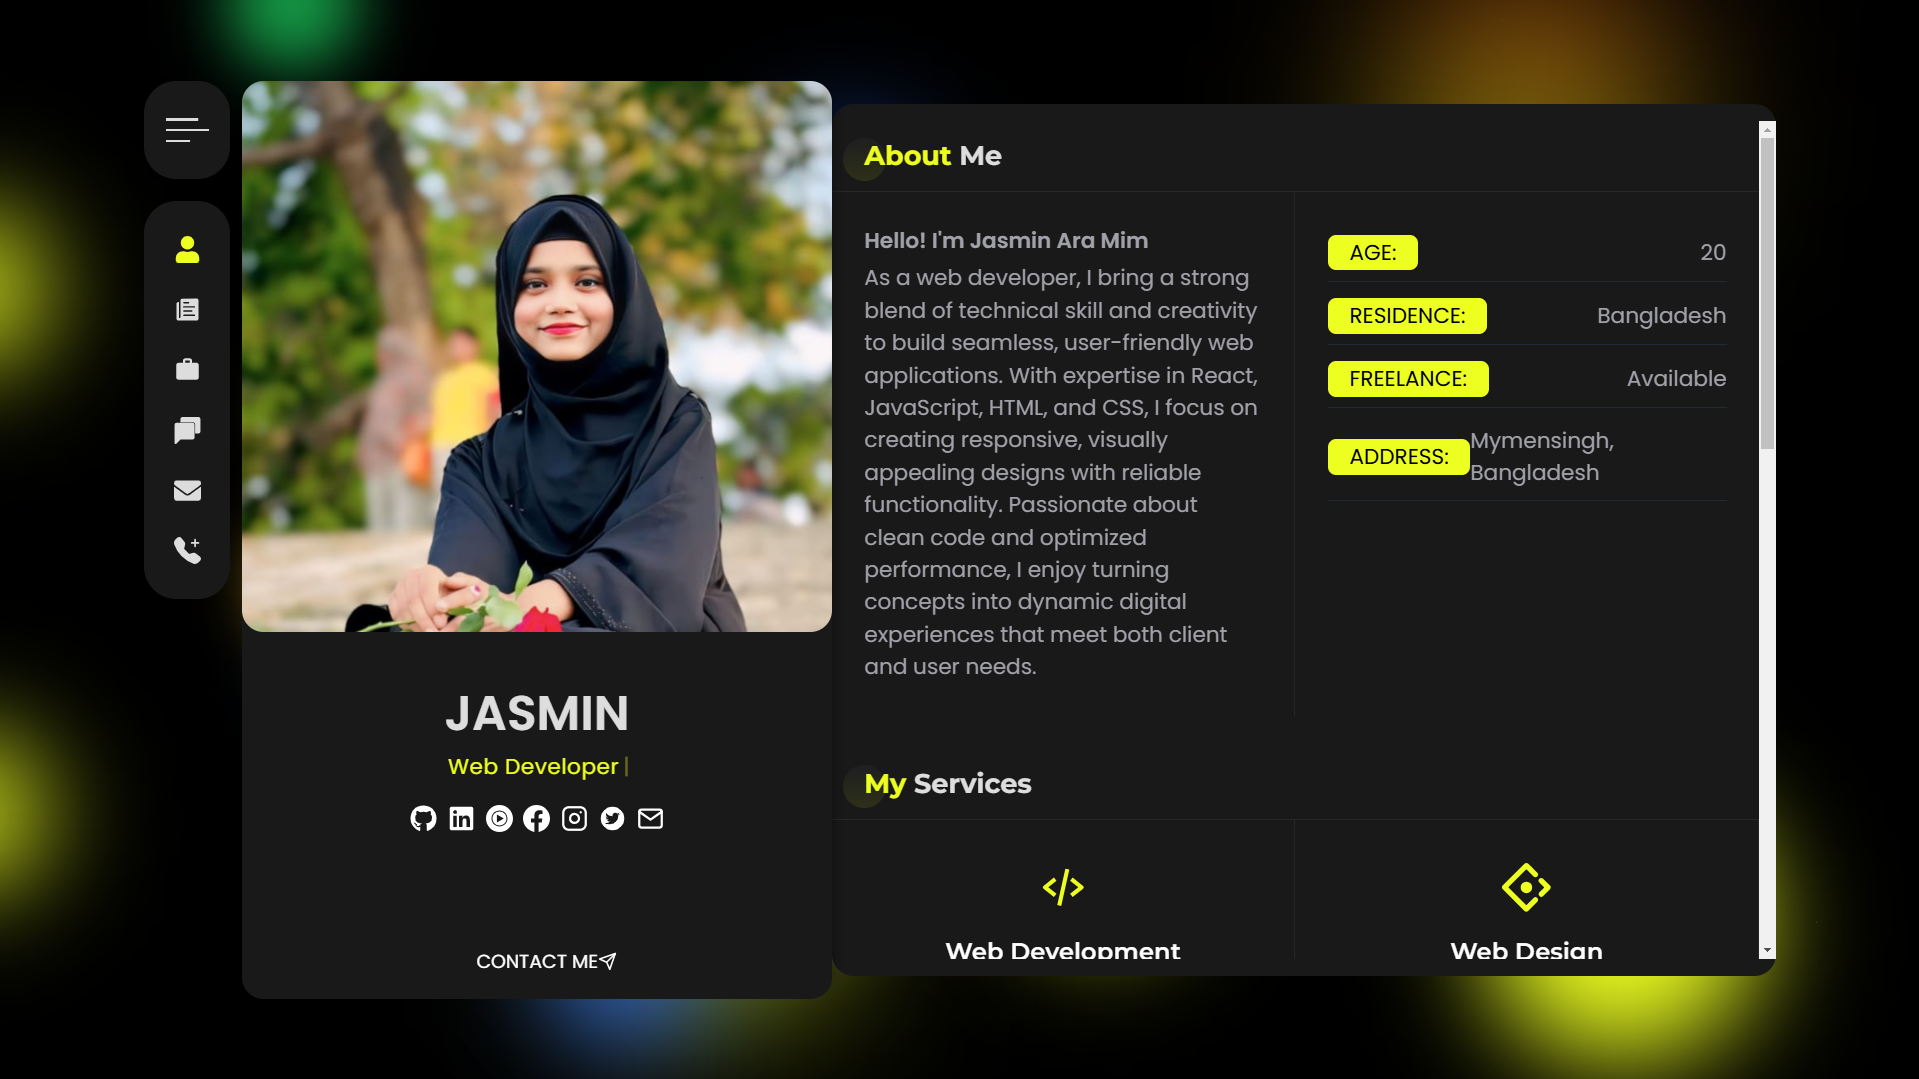 JASMIN
Web Developer |
CONTACT ME
About Me
Hello! I'm Jasmin Ara Mim
As a web developer, I bring a strong
blend of technical skill and creativity
to build seamless, user-friendly web
applications. With expertise in React,
JavaScript, HTML, and CSS, I focus on
creating responsive, visually
appealing designs with reliable
functionality. Passionate about
clean code and optimized
performance, I enjoy turning
concepts into dynamic digital
experiences that meet both client
and user needs.
AGE: 20
RESIDENCE: Bangladesh
FREELANCE: Available
ADDRESS: Mymensingh,
Bangladesh
My Services
Web Development
Web Design